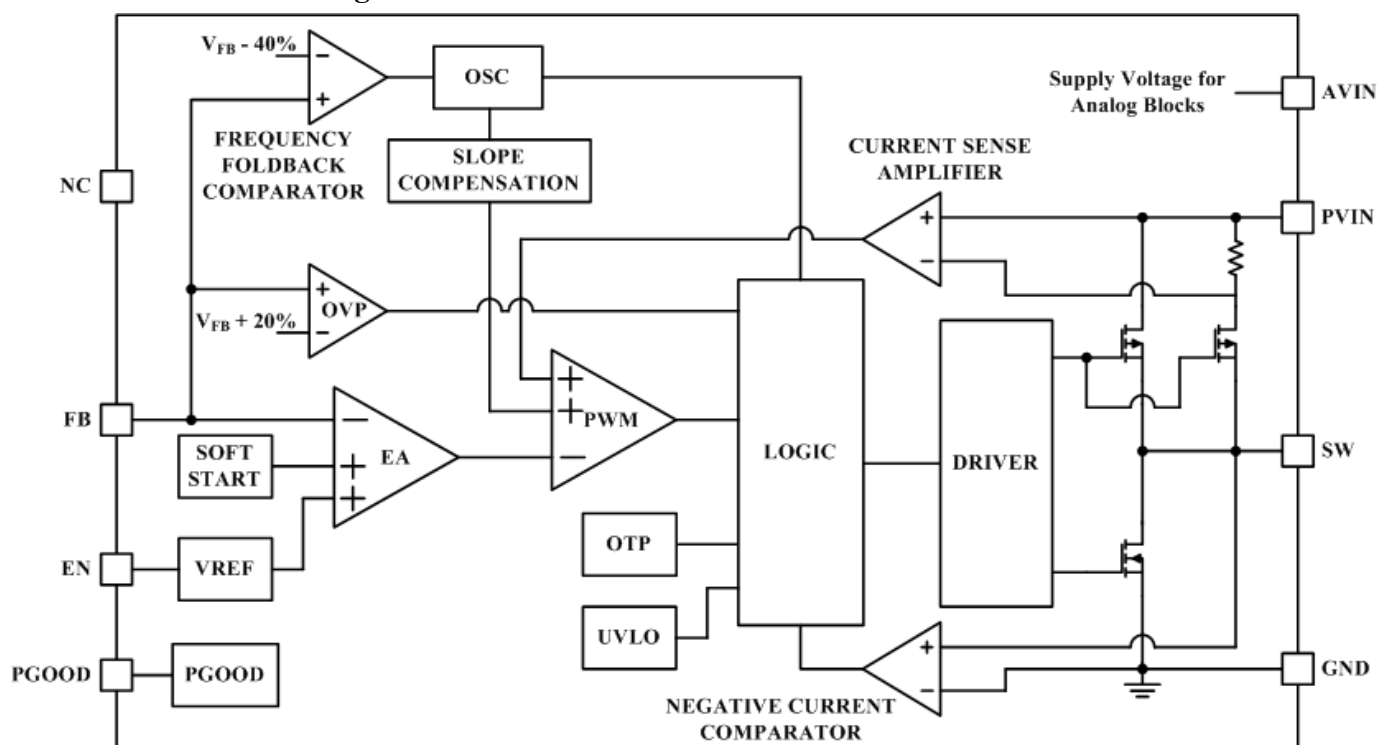 V_FB - 40%
OSC
Supply Voltage for
Analog Blocks
AVIN
FREQUENCY
FOLDBACK
COMPARATOR
SLOPE
COMPENSATION
CURRENT SENSE
AMPLIFIER
NC
PVIN
OVP
V_FB + 20%
FB
PWM
SOFT
START
EA
LOGIC
DRIVER
SW
OTP
EN
VREF
UVLO
PGOOD
PGOOD
GND
NEGATIVE CURRENT
COMPARATOR